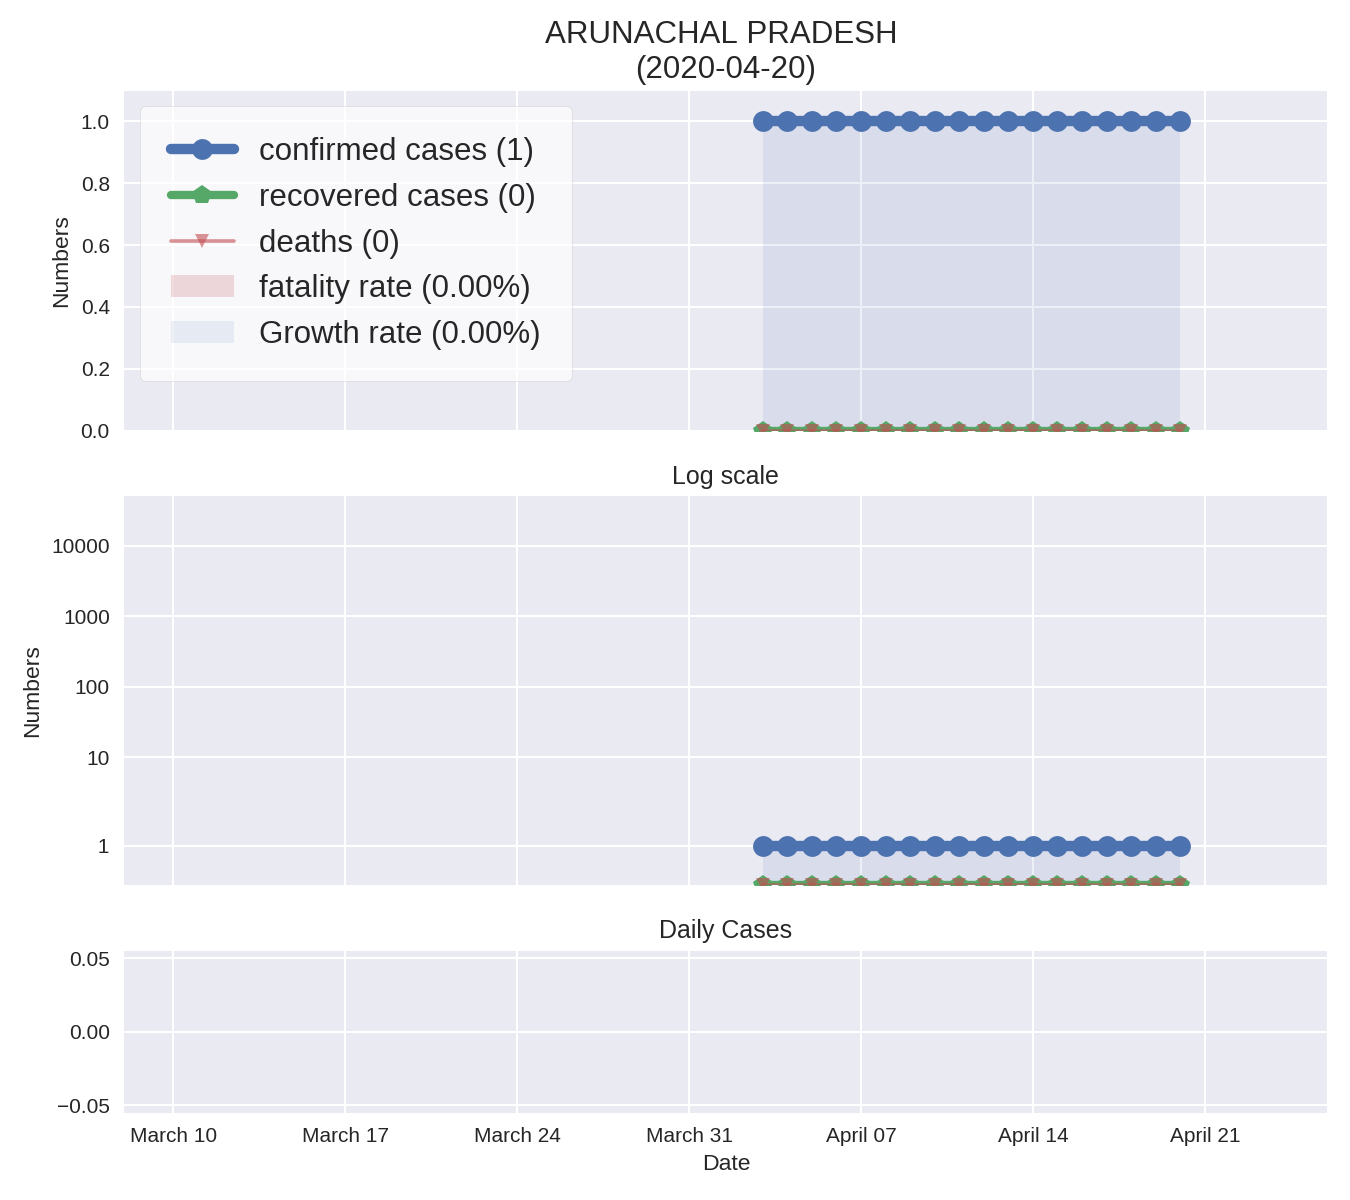 ARUNACHAL PRADESH
(2020-04-20)
1.0
0.8
0.6
0.4
0.2
0.0
Numbers
confirmed cases (1)
recovered cases (0)
deaths (0)
fatality rate (0.00%)
Growth rate (0.00%)
Log scale
10000
1000
100
10
1
Numbers
Daily Cases
0.05
0.00
−0.05
March 10 March 17 March 24 March 31 April 07 April 14 April 21
Date